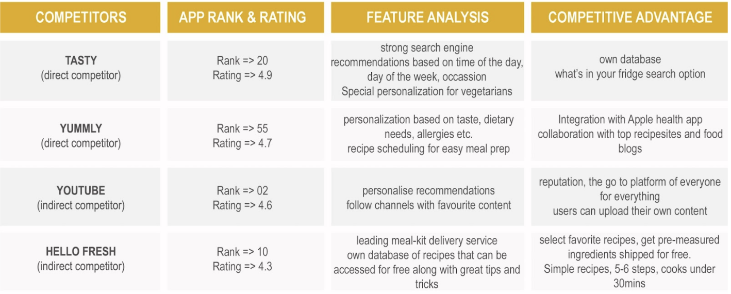 COMPETITORS
APP RANK & RATING
FEATURE ANALYSIS
COMPETITIVE ADVANTAGE
TASTY
(direct competitor)
Rank => 20
Rating => 4.9
strong search engine
recommendations based on time of the day,
day of the week, occassion
Special personalization for vegetarians
own database
what's in your fridge search option
YUMMLY
(direct competitor)
Rank => 55
Rating => 4.7
personalization based on taste, dietary
needs, allergies etc.
recipe scheduling for easy meal prep
Integration with Apple health app
collaboration with top recipesites and food
blogs
YOUTUBE
(indirect competitor)
Rank => 02
Rating => 4.6
personalise recommendations
follow channels with favourite content
reputation, the go to platform of everyone
for everything
users can upload their own content
HELLO FRESH
(indirect competitor)
Rank => 10
Rating => 4.3
leading meal-kit delivery service
own database of recipes that can be
accessed for free along with great tips and
tricks
select favorite recipes, get pre-measured
ingredients shipped for free.
Simple recipes, 5-6 steps, cooks under
30mins